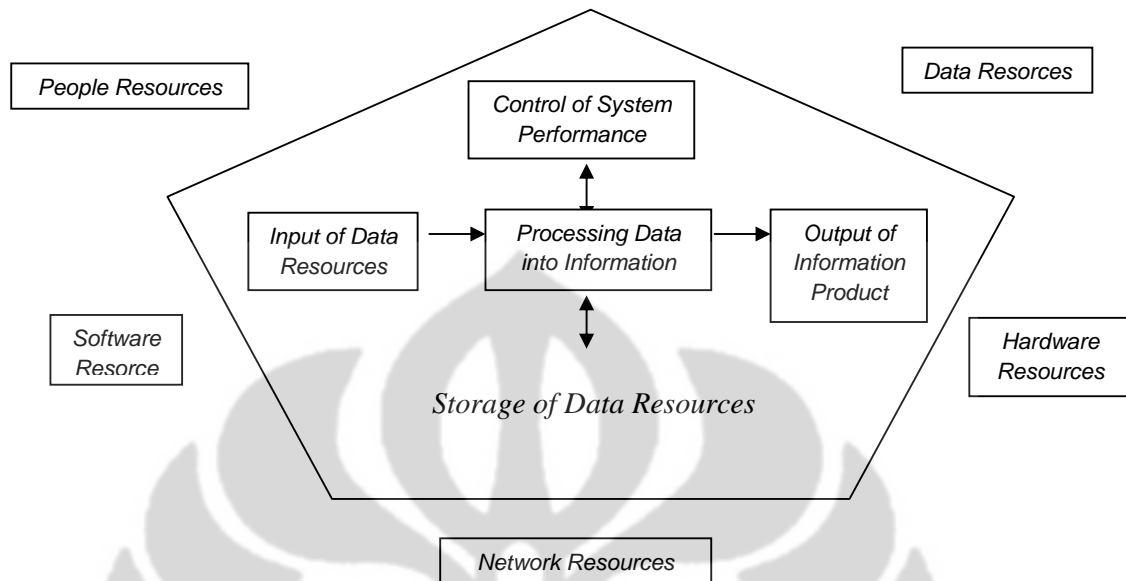 People Resources
Data Resorces
Control of System
Performance
Input of Data
Resources
Processing Data
into Information
Output of
Information
Product
Software
Resorce
Hardware
Resources
Storage of Data Resources
Network Resources